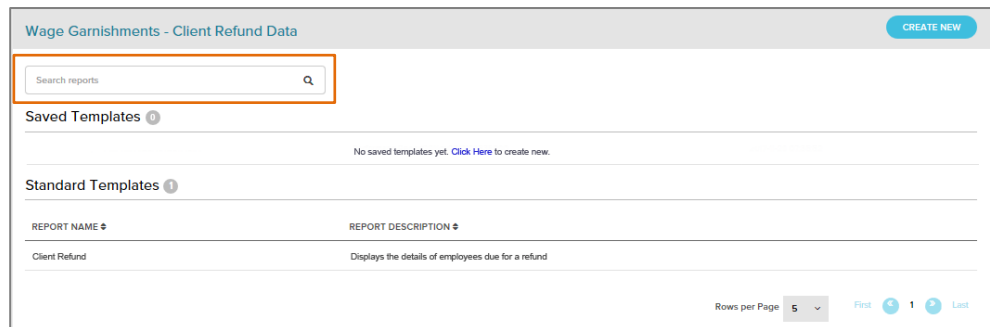 Wage Garnishments - Client Refund Data
CREATE NEW
Search reports
Saved Templates 0
No saved templates yet. Click Here to create new.
Standard Templates 1
REPORT NAME REPORT DESCRIPTION
Client Refund Displays the details of employees due for a refund
Rows per Page 5 First < 1 > Last